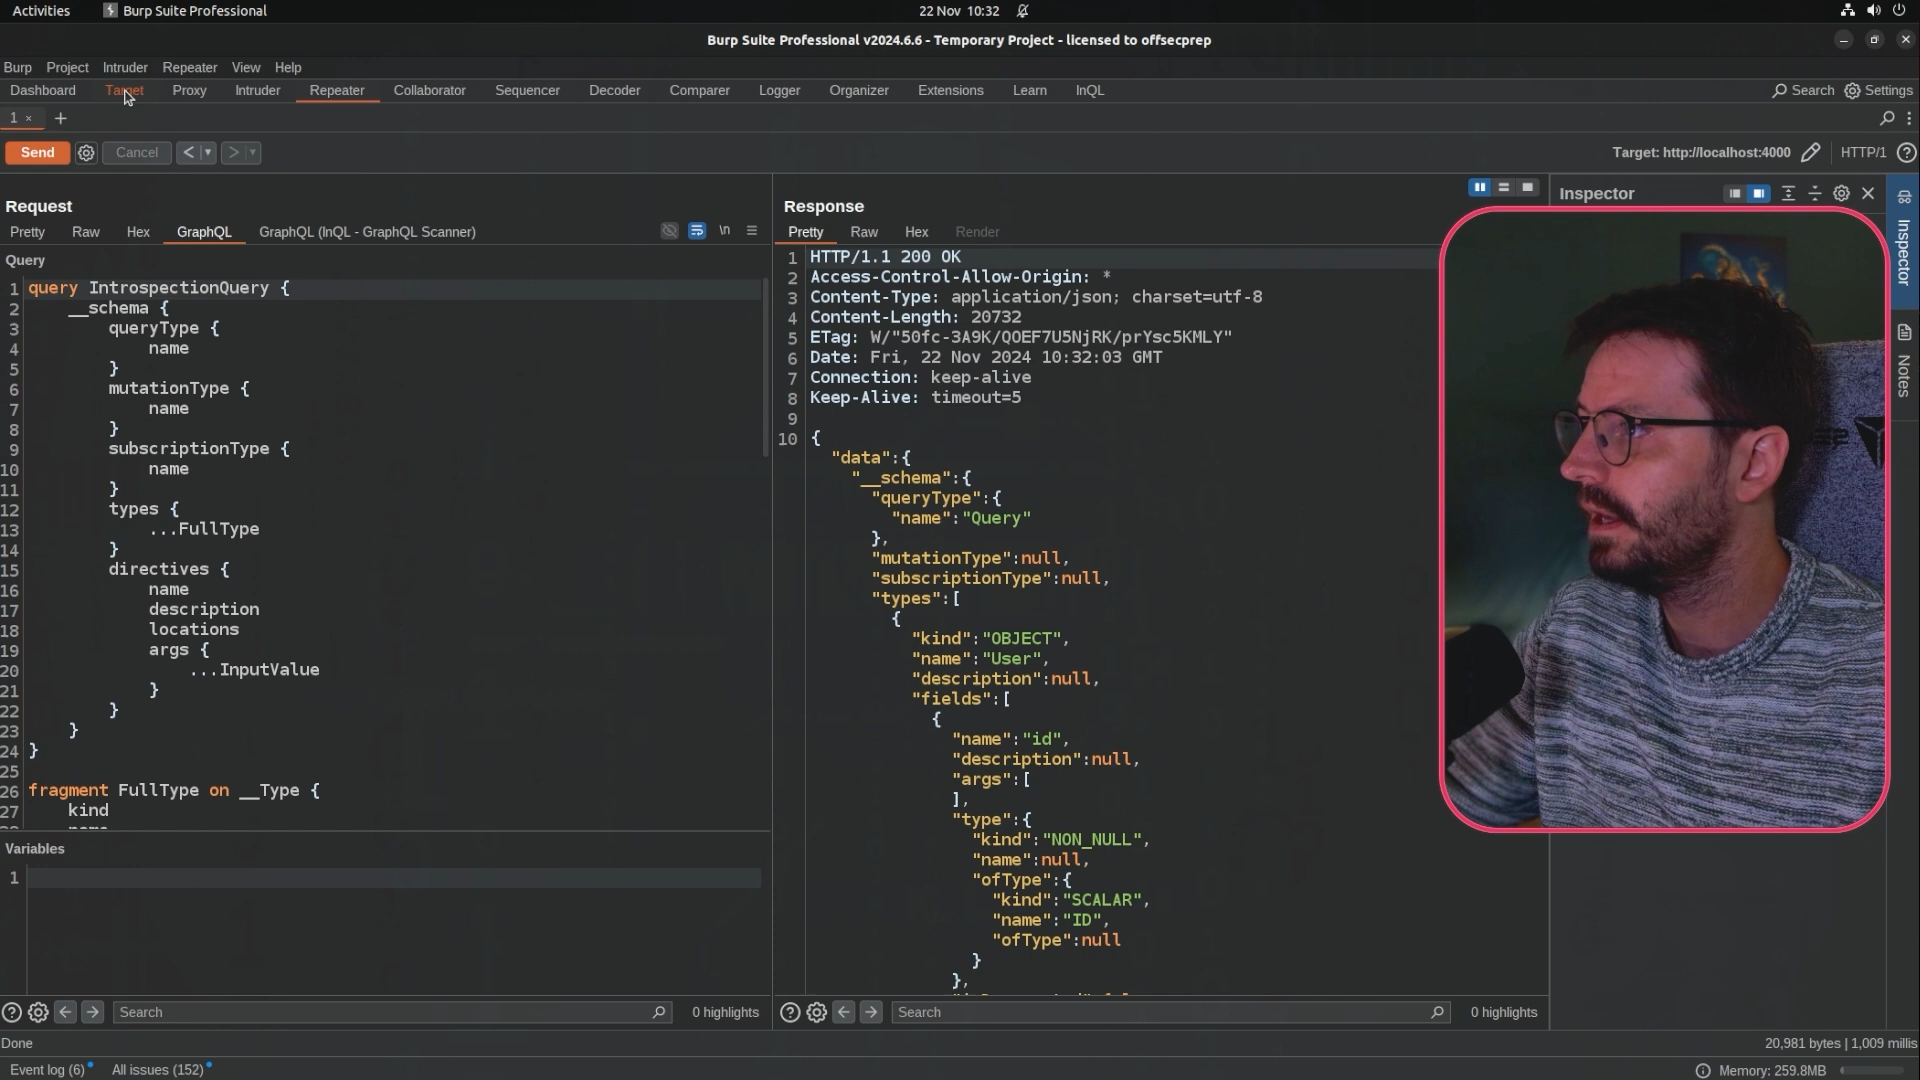 Activities Burp Suite Professional 22 Nov 10:32
Burp Suite Professional v2024.6.6 - Temporary Project - licensed to offsecprep
Burp Project Intruder Repeater View Help
Dashboard Target Proxy Intruder Repeater Collaborator Sequencer Decoder Comparer Logger Organizer Extensions Learn InQL Search Settings
1 × +
Send Cancel < > Target: http://localhost:4000 HTTP/1
Request
Pretty Raw Hex GraphQL GraphQL (InQL - GraphQL Scanner) \n
Query
1 query IntrospectionQuery {
2 __schema {
3 queryType {
4 name
5 }
6 mutationType {
7 name
8 }
9 subscriptionType {
10 name
11 }
12 types {
13 ...FullType
14 }
15 directives {
16 name
17 description
18 locations
19 args {
20 ...InputValue
21 }
22 }
23 }
24 }
25
26 fragment FullType on __Type {
27 kind
Variables
1
Search 0 highlights
Response
Pretty Raw Hex Render
1 HTTP/1.1 200 OK
2 Access-Control-Allow-Origin: *
3 Content-Type: application/json; charset=utf-8
4 Content-Length: 20732
5 ETag: W/"50fc-3A9K/QOEF7U5NjRK/prYsc5KMLY"
6 Date: Fri, 22 Nov 2024 10:32:03 GMT
7 Connection: keep-alive
8 Keep-Alive: timeout=5
9
10 {
"data":{
"__schema":{
"queryType":{
"name":"Query"
},
"mutationType":null,
"subscriptionType":null,
"types":[
{
"kind":"OBJECT",
"name":"User",
"description":null,
"fields":[
{
"name":"id",
"description":null,
"args":[
],
"type":{
"kind":"NON_NULL",
"name":null,
"ofType":{
"kind":"SCALAR",
"name":"ID",
"ofType":null
}
},
Search 0 highlights
Inspector
Inspector
Notes
Done 20,981 bytes | 1,009 millis
Event log (6) All issues (152) Memory: 259.8MB